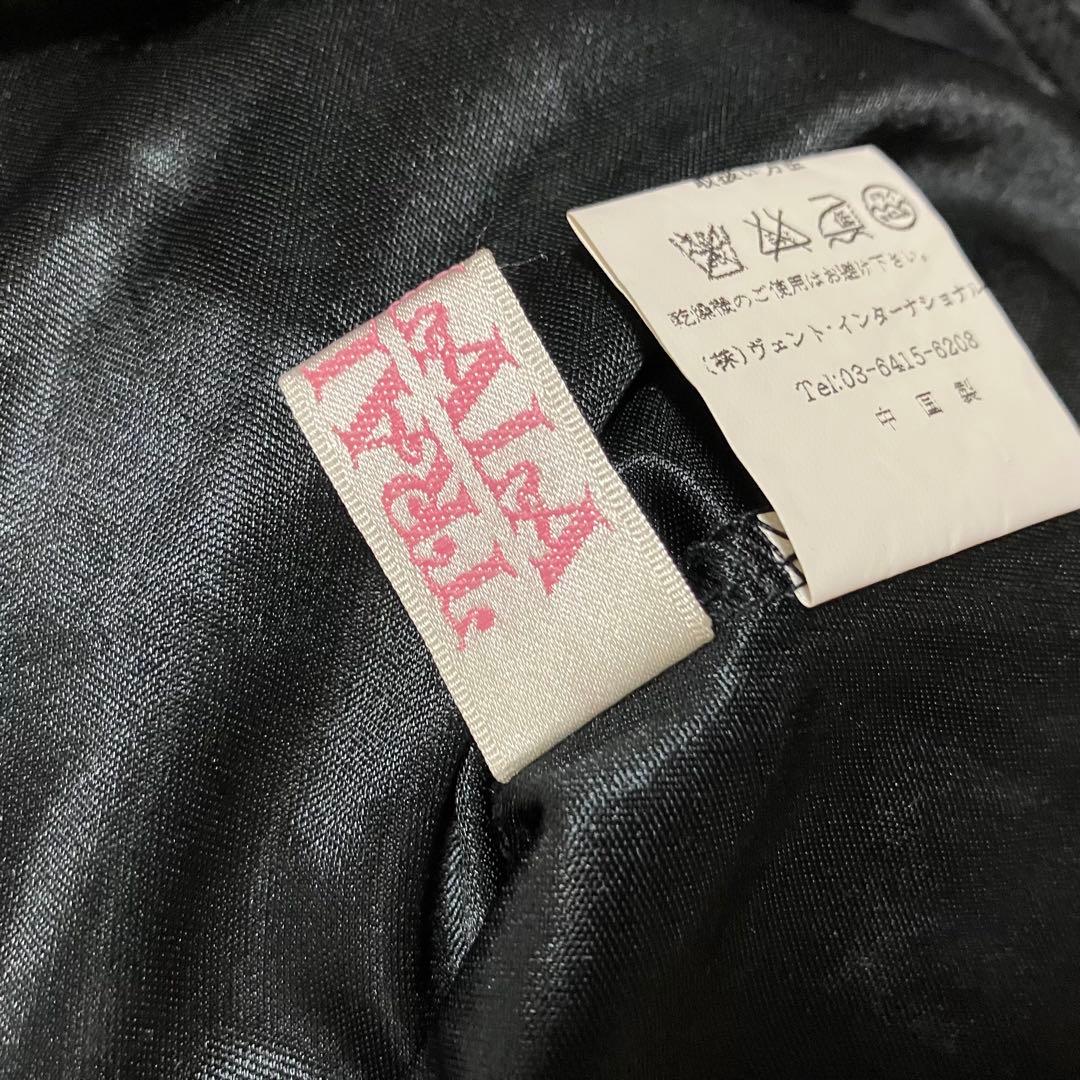 TRAL
ALA
取扱い方法
乾燥機のご使用はお避け下さい。
(株)ヴェント・インターナショナル
Tel:03-6415-6208
中国製